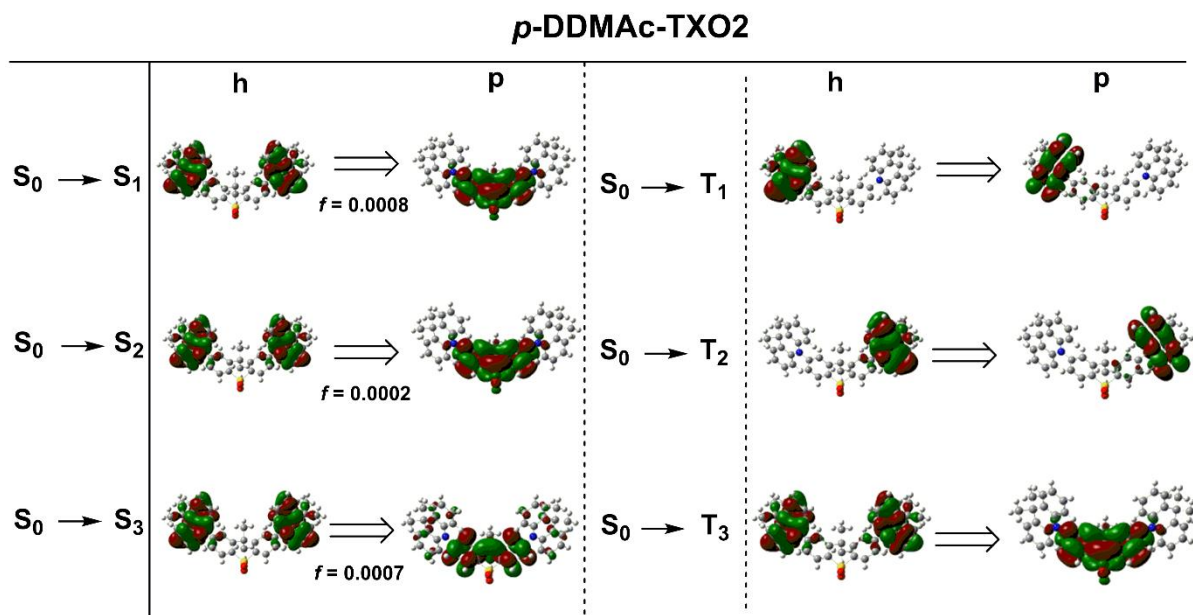 p-DDMAc-TXO2
h p h p
S0 → S1 f = 0.0008 S0 → T1
S0 → S2 f = 0.0002 S0 → T2
S0 → S3 f = 0.0007 S0 → T3